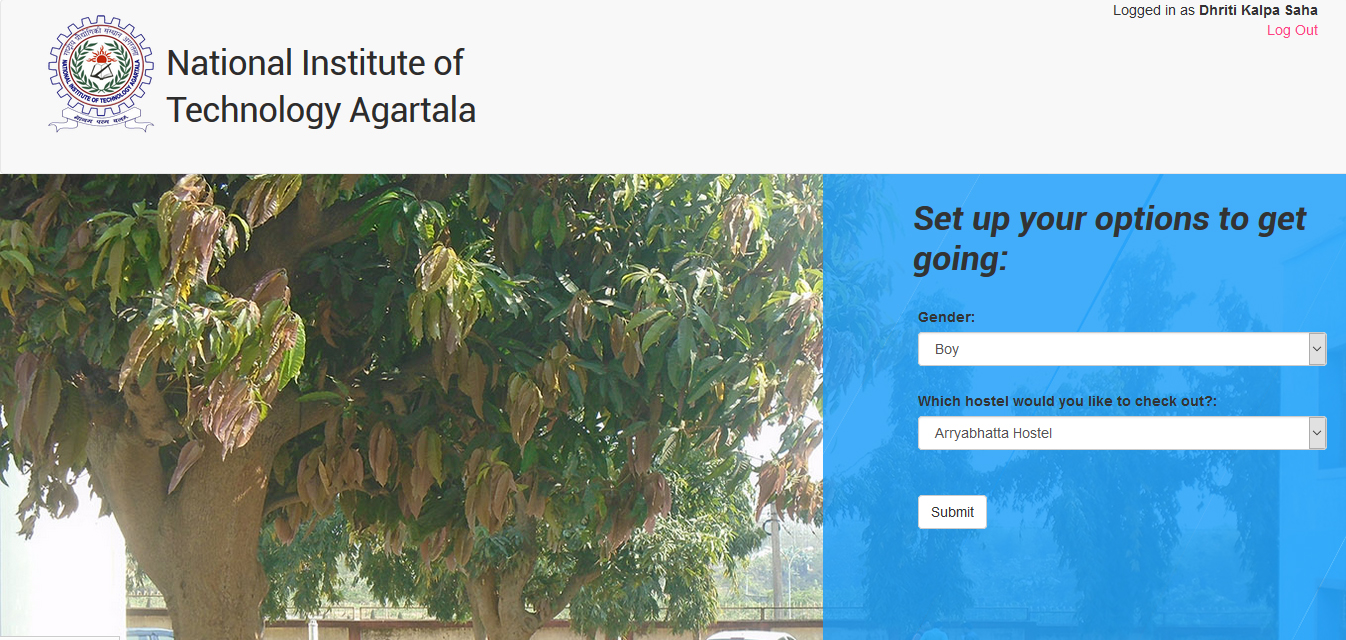 Logged in as Dhriti Kalpa Saha
Log Out
राष्ट्रीय प्रौद्योगिकी संस्थान अगरतला
NATIONAL INSTITUTE OF TECHNOLOGY AGARTALA
National Institute of
Technology Agartala
Set up your options to get
going:
Gender:
Boy
Which hostel would you like to check out?:
Arryabhatta Hostel
Submit